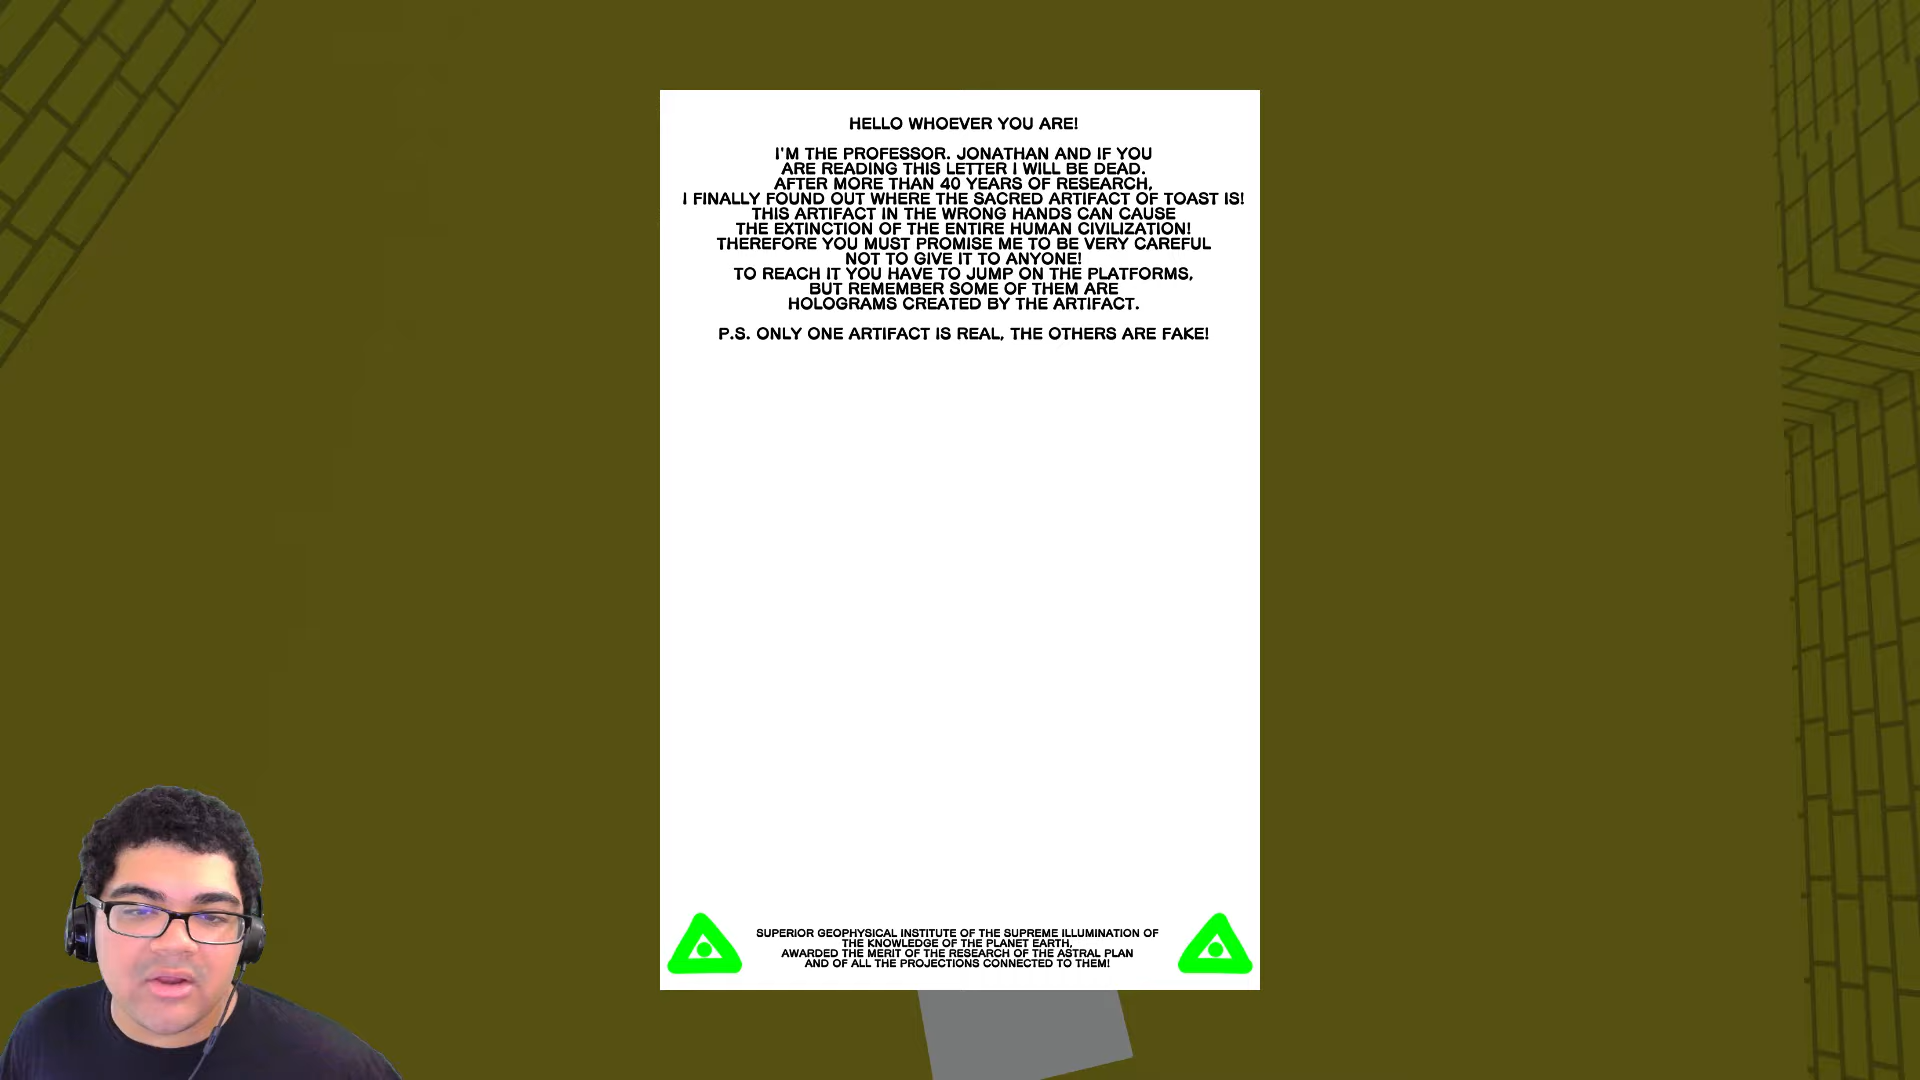 HELLO WHOEVER YOU ARE!
I'M THE PROFESSOR. JONATHAN AND IF YOU
ARE READING THIS LETTER I WILL BE DEAD.
AFTER MORE THAN 40 YEARS OF RESEARCH,
I FINALLY FOUND OUT WHERE THE SACRED ARTIFACT OF TOAST IS!
THIS ARTIFACT IN THE WRONG HANDS CAN CAUSE
THE EXTINCTION OF THE ENTIRE HUMAN CIVILIZATION!
THEREFORE YOU MUST PROMISE ME TO BE VERY CAREFUL
NOT TO GIVE IT TO ANYONE!
TO REACH IT YOU HAVE TO JUMP ON THE PLATFORMS,
BUT REMEMBER SOME OF THEM ARE
HOLOGRAMS CREATED BY THE ARTIFACT.
P.S. ONLY ONE ARTIFACT IS REAL, THE OTHERS ARE FAKE!
SUPERIOR GEOPHYSICAL INSTITUTE OF THE SUPREME ILLUMINATION OF
THE KNOWLEDGE OF THE PLANET EARTH,
AWARDED THE MERIT OF THE RESEARCH OF THE ASTRAL PLAN
AND OF ALL THE PROJECTIONS CONNECTED TO THEM!